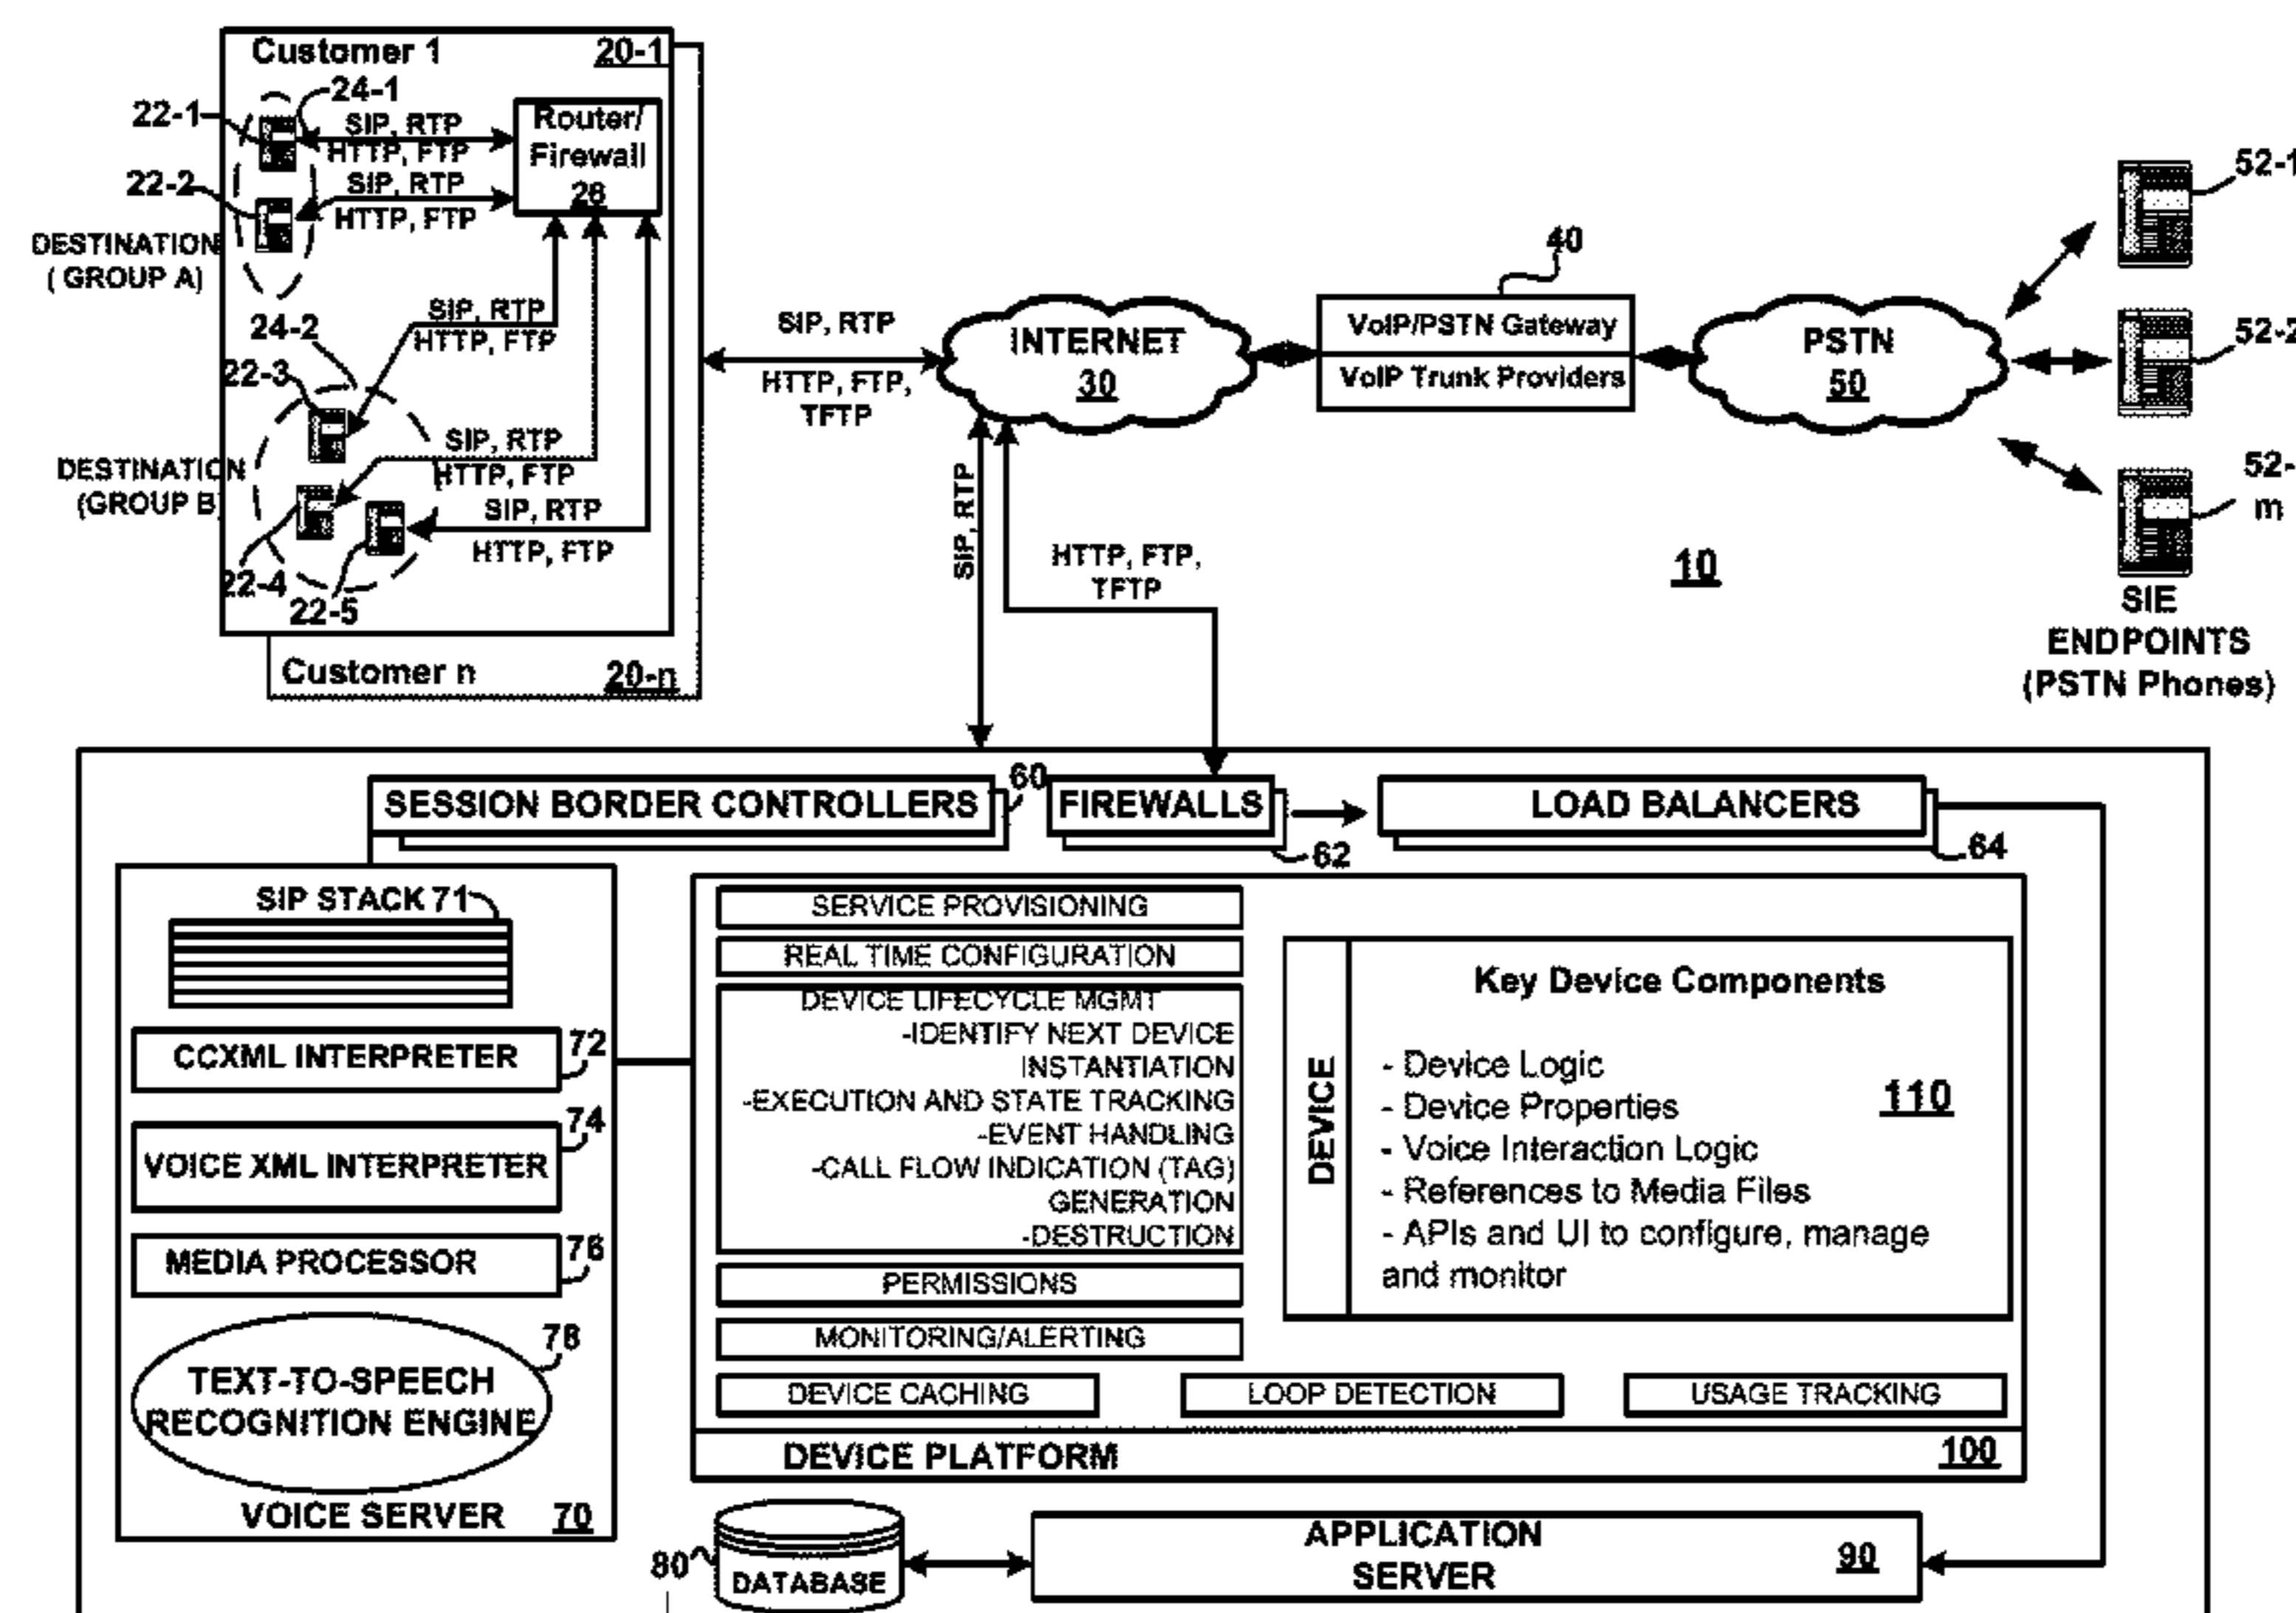 Customer 1
20-1
24-1
22-1
SIP, RTP
HTTP, FTP
Router/
Firewall
26
22-2
SIP, RTP
HTTP, FTP
DESTINATION
( GROUP A)
24-2
SIP, RTP
HTTP, FTP
22-3
DESTINATION
(GROUP B)
SIP, RTP
HTTP, FTP
SIP, RTP
HTTP, FTP
22-4
22-5
Customer n
20-n
SIP, RTP
HTTP, FTP,
TFTP
INTERNET
30
40
VoIP/PSTN Gateway
VoIP Trunk Providers
PSTN
50
52-1
52-2
52-
m
SIE
ENDPOINTS
(PSTN Phones)
10
SIP, RTP
HTTP, FTP,
TFTP
SESSION BORDER CONTROLLERS
60
FIREWALLS
62
LOAD BALANCERS
64
SIP STACK 71
CCXML INTERPRETER
72
VOICE XML INTERPRETER
74
MEDIA PROCESSOR
76
TEXT-TO-SPEECH
RECOGNITION ENGINE
78
VOICE SERVER
70
SERVICE PROVISIONING
REAL TIME CONFIGURATION
DEVICE LIFECYCLE MGMT
-IDENTIFY NEXT DEVICE
INSTANTIATION
-EXECUTION AND STATE TRACKING
-EVENT HANDLING
-CALL FLOW INDICATION (TAG)
GENERATION
-DESTRUCTION
PERMISSIONS
MONITORING/ALERTING
DEVICE CACHING
LOOP DETECTION
USAGE TRACKING
DEVICE
Key Device Components
- Device Logic
- Device Properties
- Voice Interaction Logic
- References to Media Files
- APIs and UI to configure, manage
and monitor
110
DEVICE PLATFORM
100
80
DATABASE
APPLICATION
SERVER
90